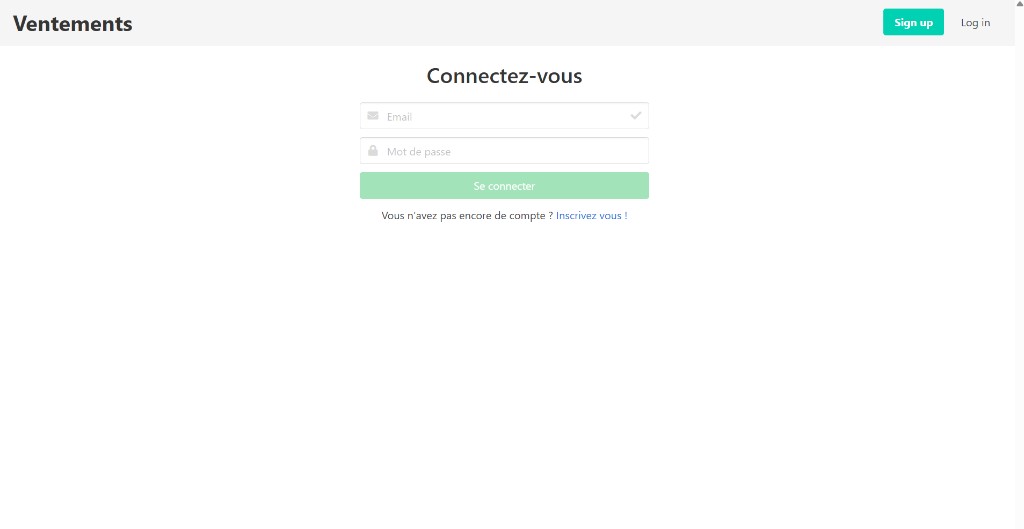 Ventements
Sign up
Log in
Connectez-vous
Email
Mot de passe
Se connecter
Vous n'avez pas encore de compte ? Inscrivez vous !